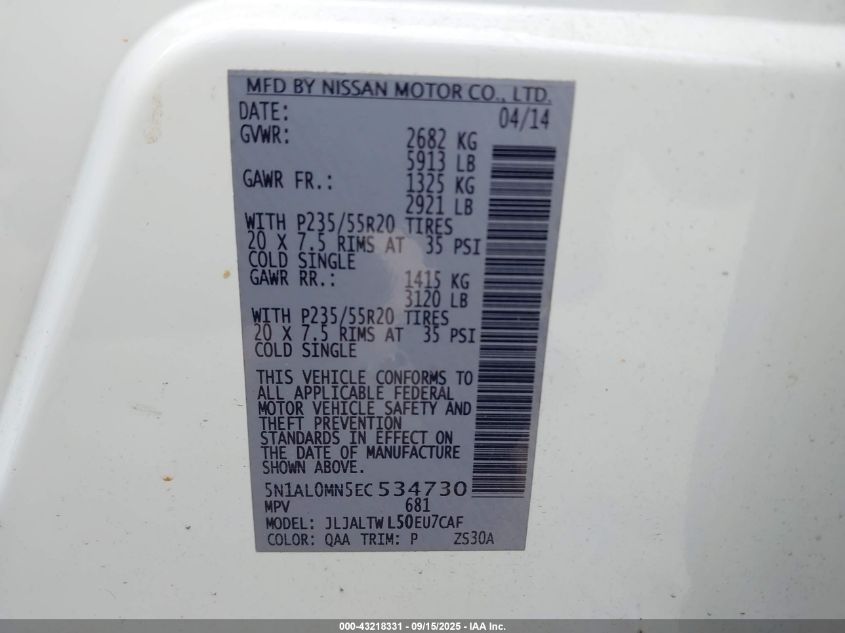 MFD BY NISSAN MOTOR CO., LTD.
DATE: 04/14
GVWR: 2682 KG
5913 LB
GAWR FR.: 1325 KG
2921 LB
WITH P235/55R20 TIRES
20 X 7.5 RIMS AT 35 PSI
COLD SINGLE
GAWR RR.: 1415 KG
3120 LB
WITH P235/55R20 TIRES
20 X 7.5 RIMS AT 35 PSI
COLD SINGLE
THIS VEHICLE CONFORMS TO
ALL APPLICABLE FEDERAL
MOTOR VEHICLE SAFETY AND
THEFT PREVENTION
STANDARDS IN EFFECT ON
THE DATE OF MANUFACTURE
SHOWN ABOVE.
5N1AL0MN5EC534730
MPV 681
MODEL: JLJALTWL50EU7CAF
COLOR: QAA TRIM: P ZS30A
000-43218331 - 09/15/2025 - IAA Inc.